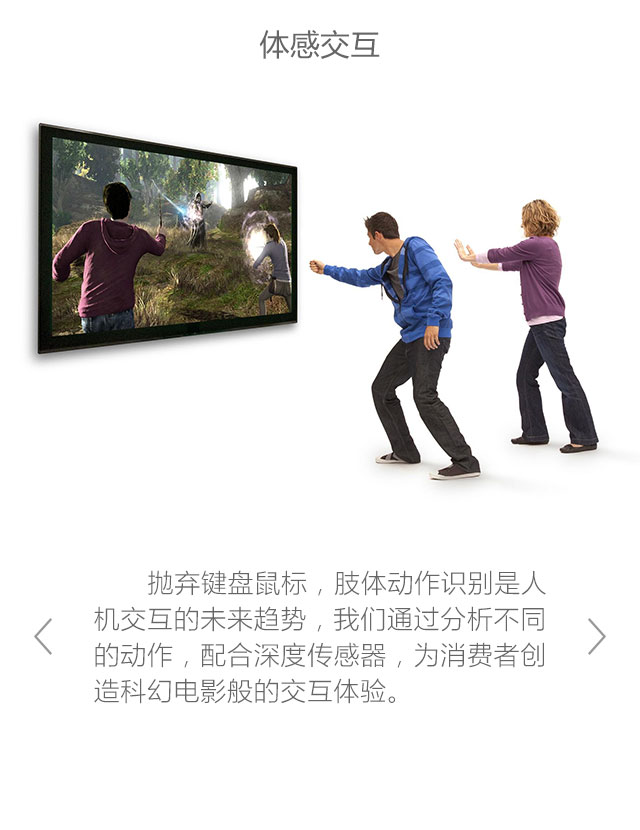 体感交互
抛弃键盘鼠标，肢体动作识别是人
机交互的未来趋势，我们通过分析不同
的动作，配合深度传感器，为消费者创
造科幻电影般的交互体验。